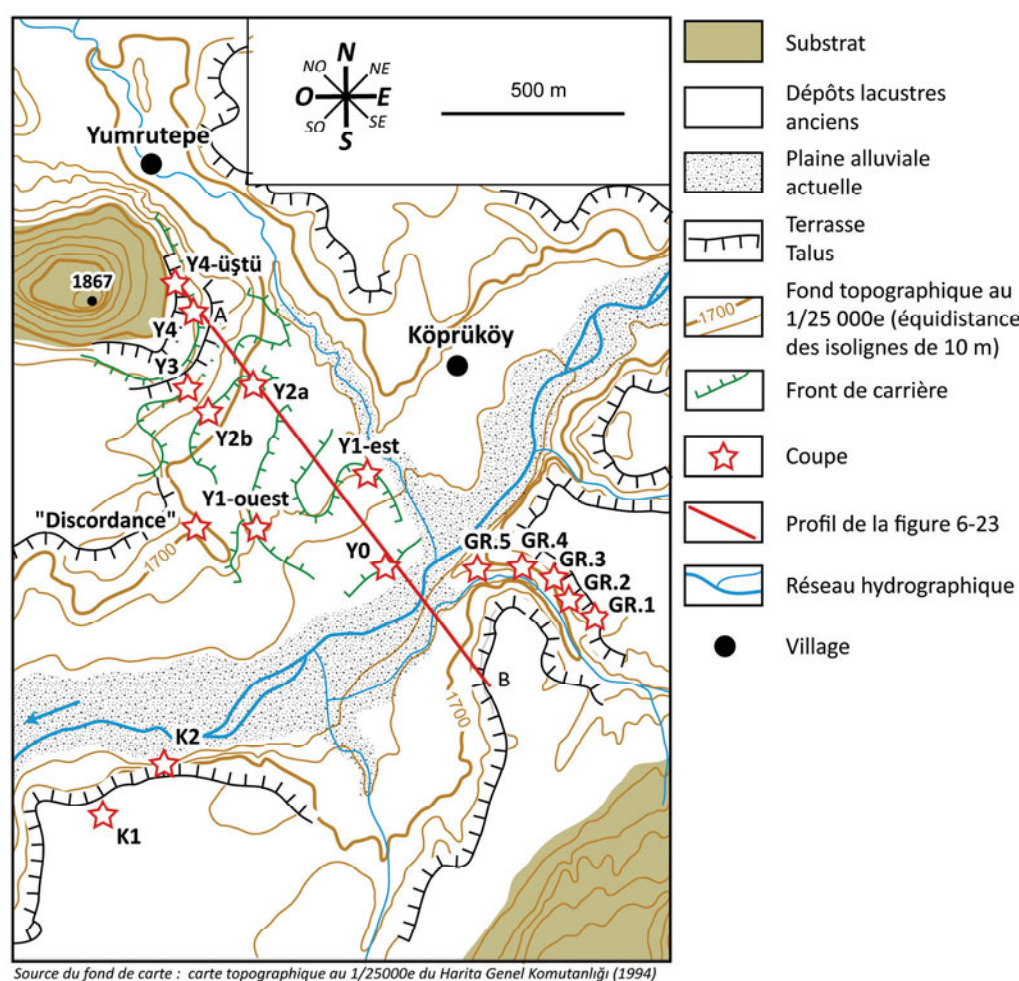 N
NO
NE
O
E
SO
SE
S
500 m
Yumrutepe
Y4-üştü
1867
A
Y4
Köprüköy
Y3
Y2a
Y2b
Y1-est
Y1-ouest
"Discordance"
1700
Y0
GR.5
GR.4
GR.3
GR.2
GR.1
B
1700
K2
K1
Substrat
Dépôts lacustres
anciens
Plaine alluviale
actuelle
Terrasse
Talus
1700
Fond topographique au
1/25 000e (équidistance
des isolignes de 10 m)
Front de carrière
Coupe
Profil de la figure 6-23
Réseau hydrographique
Village
Source du fond de carte : carte topographique au 1/25000e du Harita Genel Komutanlığı (1994)